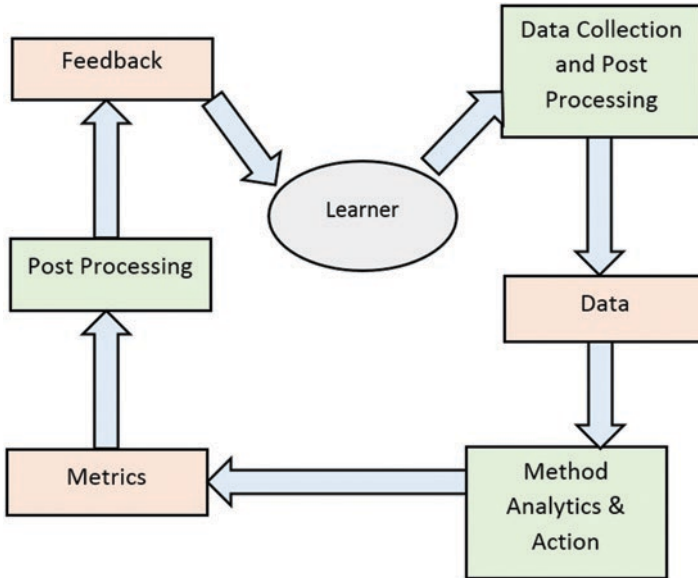 Feedback
Data Collection
and Post
Processing
Learner
Post Processing
Data
Metrics
Method
Analytics &
Action